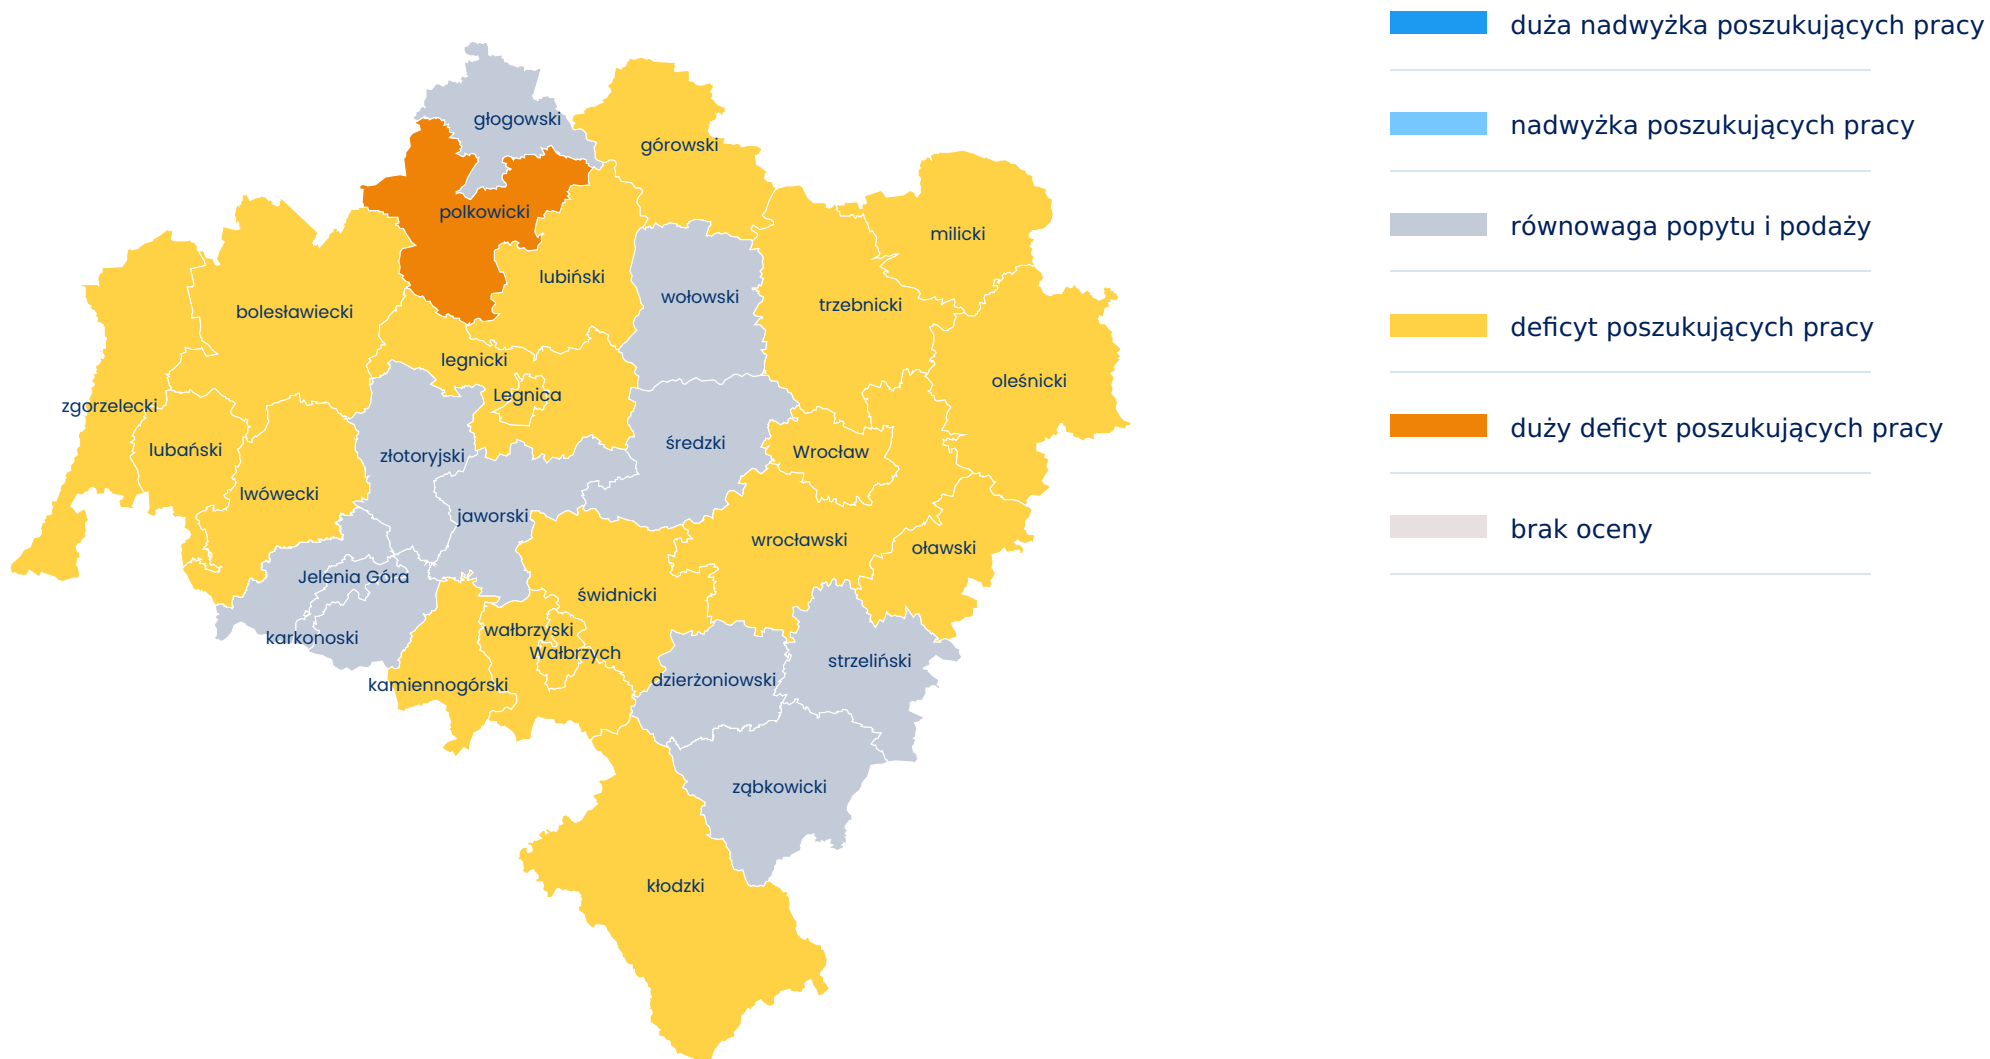 duża nadwyżka poszukujących pracy
nadwyżka poszukujących pracy
równowaga popytu i podaży
deficyt poszukujących pracy
duży deficyt poszukujących pracy
brak oceny
głogowski
górowski
polkowicki
milicki
lubiński
wołowski
trzebnicki
bolesławiecki
legnicki
oleśnicki
Legnica
zgorzelecki
średzki
lubański
Wrocław
złotoryjski
lwówecki
jaworski
wrocławski
oławski
Jelenia Góra
świdnicki
wałbrzyski
karkonoski
Wałbrzych
strzeliński
dzierżoniowski
kamiennogórski
ząbkowicki
kłodzki